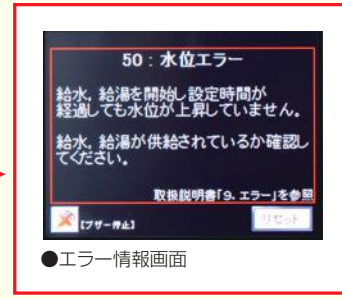 50：水位エラー
給水，給湯を開始し設定時間が
経過しても水位が上昇していません。
給水，給湯が供給されているか確認し
てください。
取扱説明書「9．エラー」を参照
【ブザー停止】
リセット
●エラー情報画面